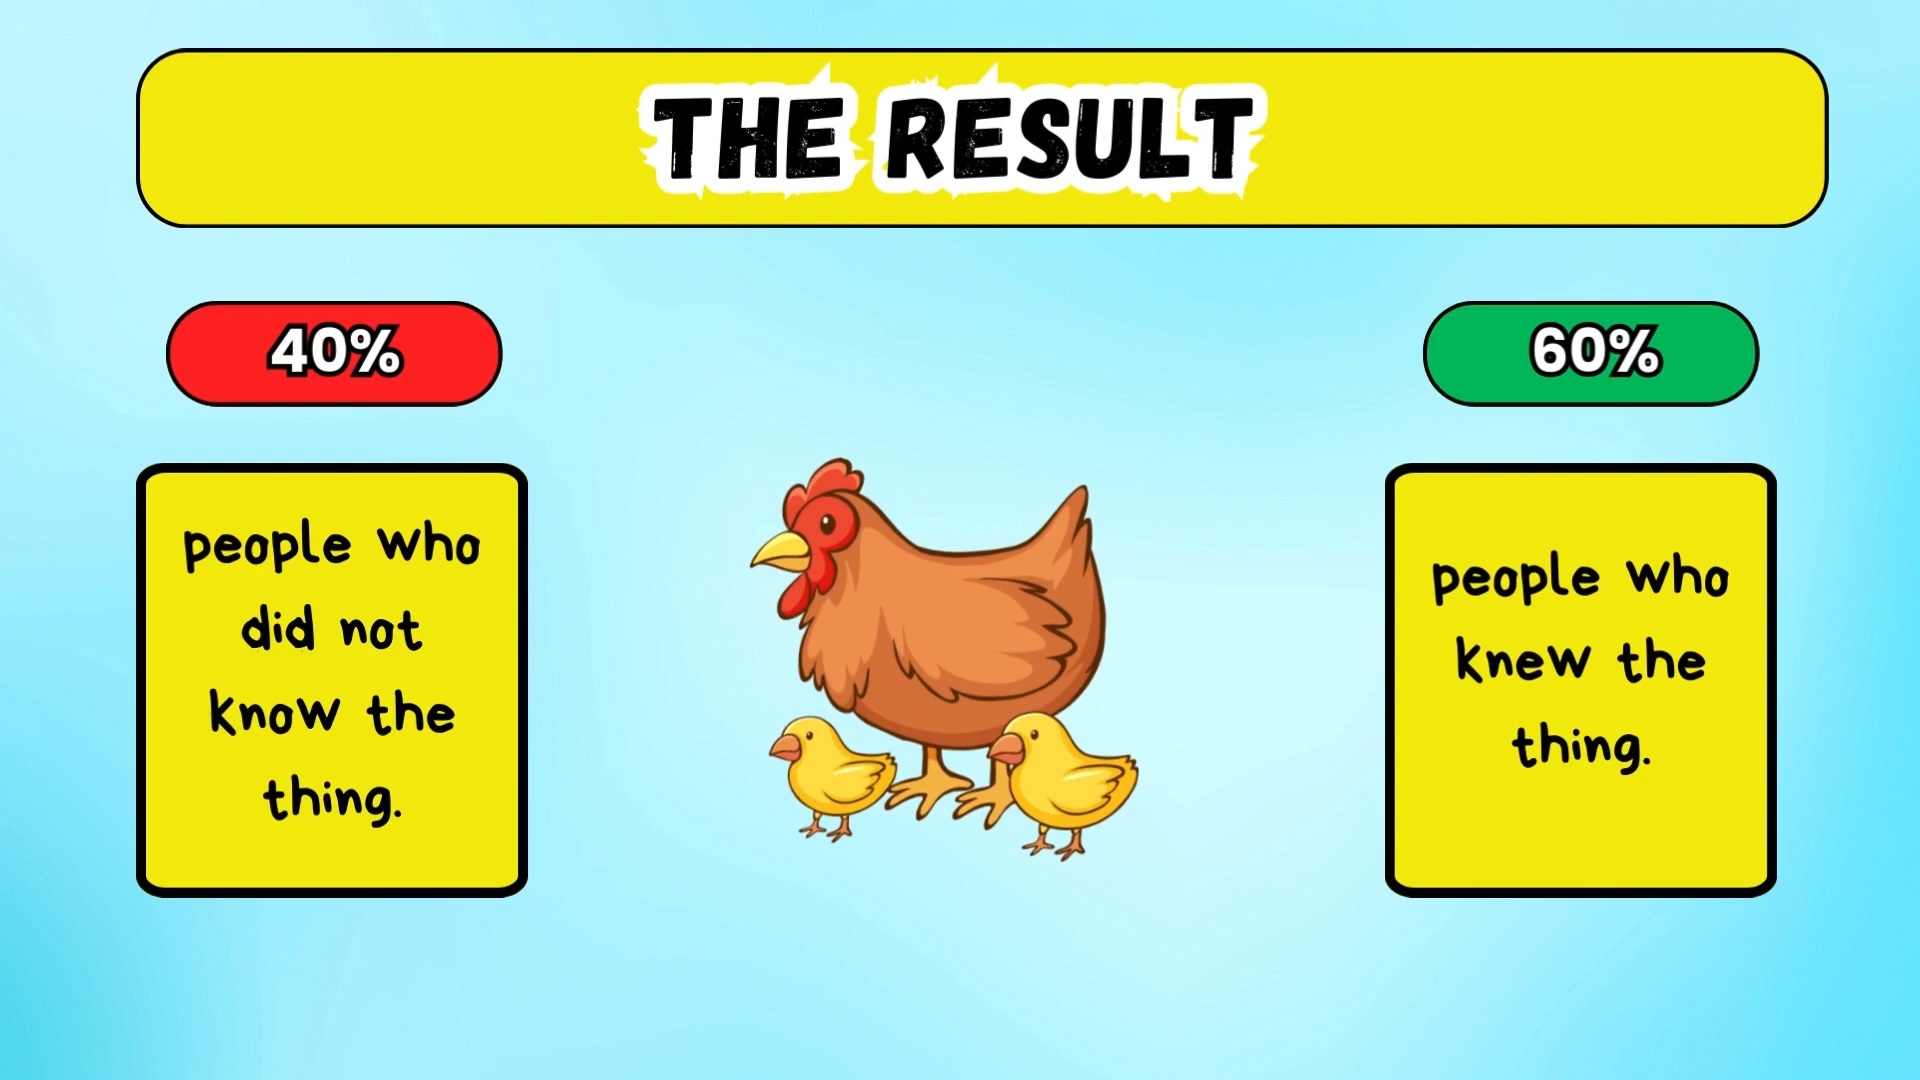 THE RESULT
40%
60%
people who
did not
know the
thing.
people who
knew the
thing.